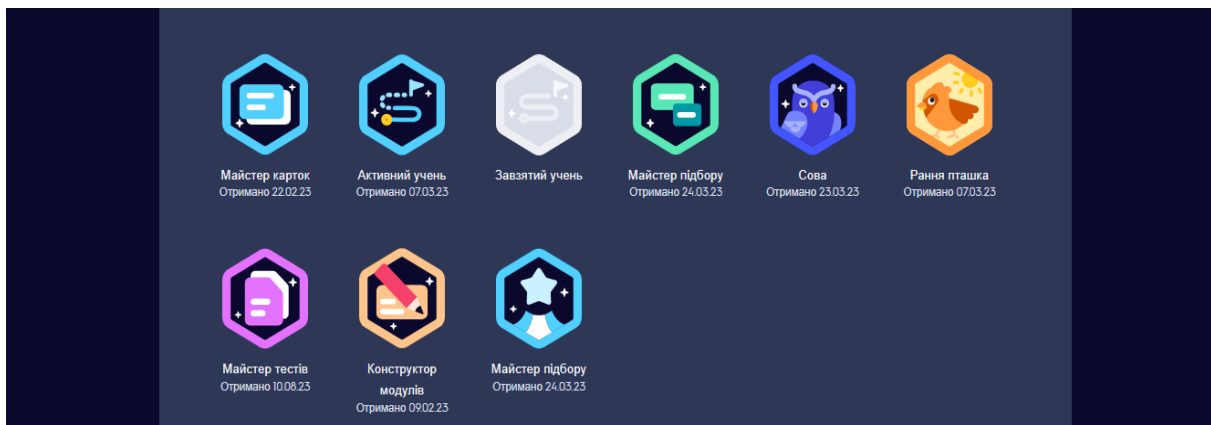 Майстер карток
Отримано 22.02.23
Активний учень
Отримано 07.03.23
Завзятий учень
Майстер підбору
Отримано 24.03.23
Сова
Отримано 23.03.23
Рання пташка
Отримано 07.03.23
Майстер тестів
Отримано 10.08.23
Конструктор
модулів
Отримано 09.02.23
Майстер підбору
Отримано 24.03.23